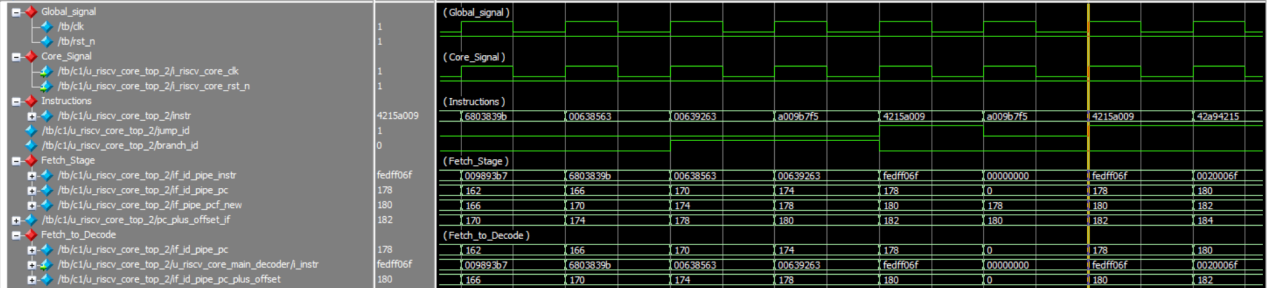 Global_signal
/tb/clk 1
/tb/rst_n 1
Core_Signal
/tb/c1/u_riscv_core_top_2/i_riscv_core_clk 1
/tb/c1/u_riscv_core_top_2/i_riscv_core_rst_n 1
Instructions
/tb/c1/u_riscv_core_top_2/instr 4215a009
/tb/c1/u_riscv_core_top_2/jump_id 1
/tb/c1/u_riscv_core_top_2/branch_id 0
Fetch_Stage
/tb/c1/u_riscv_core_top_2/if_id_pipe_instr fedff06f
/tb/c1/u_riscv_core_top_2/if_id_pipe_pc 178
/tb/c1/u_riscv_core_top_2/if_pipe_pcf_new 180
/tb/c1/u_riscv_core_top_2/pc_plus_offset_if 182
Fetch_to_Decode
/tb/c1/u_riscv_core_top_2/if_id_pipe_pc 178
/tb/c1/u_riscv_core_top_2/u_riscv_core_main_decoder/i_instr fedff06f
/tb/c1/u_riscv_core_top_2/if_id_pipe_pc_plus_offset 180
( Global_signal )
( Core_Signal )
( Instructions )
6803839b 00638563 00639263 a009b7f5 4215a009 a009b7f5 4215a009 42a94215
( Fetch_Stage )
009893b7 6803839b 00638563 00639263 fedff06f 00000000 fedff06f 0020006f
162 166 170 174 178 0 178 180
166 170 174 178 180 178 180 182
170 174 178 180 182 180 182 184
( Fetch_to_Decode )
162 166 170 174 178 0 178 180
009893b7 6803839b 00638563 00639263 fedff06f 00000000 fedff06f 0020006f
166 170 174 178 180 0 180 182